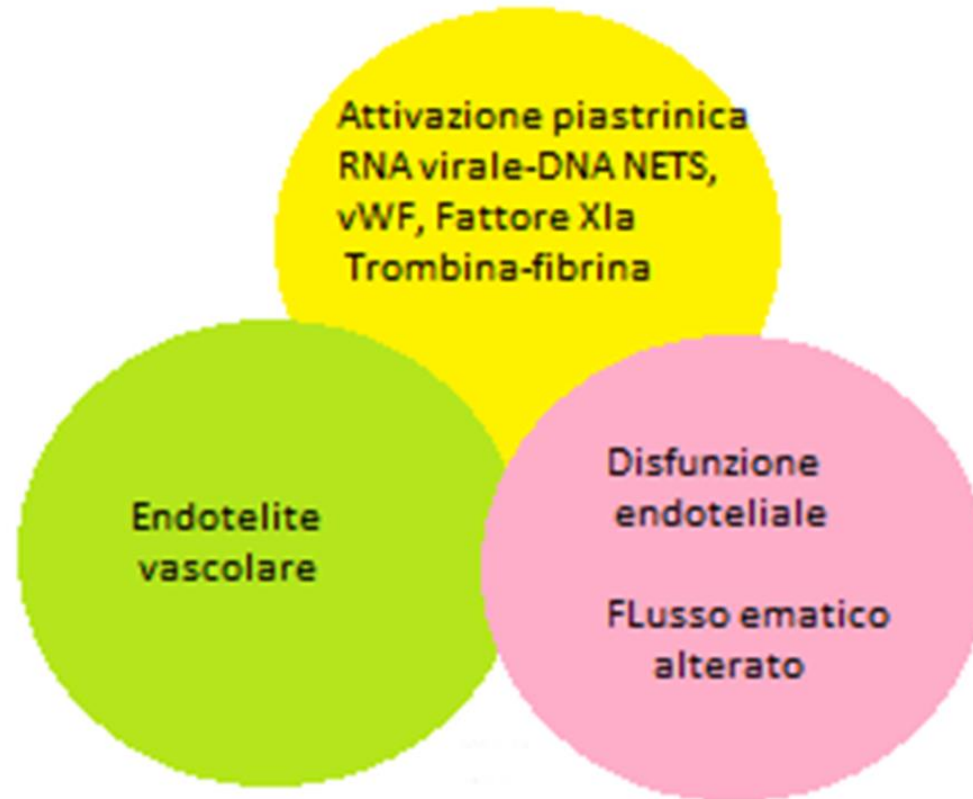 Attivazione piastrinica
RNA virale-DNA NETS,
vWF, Fattore XIa
Trombina-fibrina
Endotelite
vascolare
Disfunzione
endoteliale
FLusso ematico
alterato